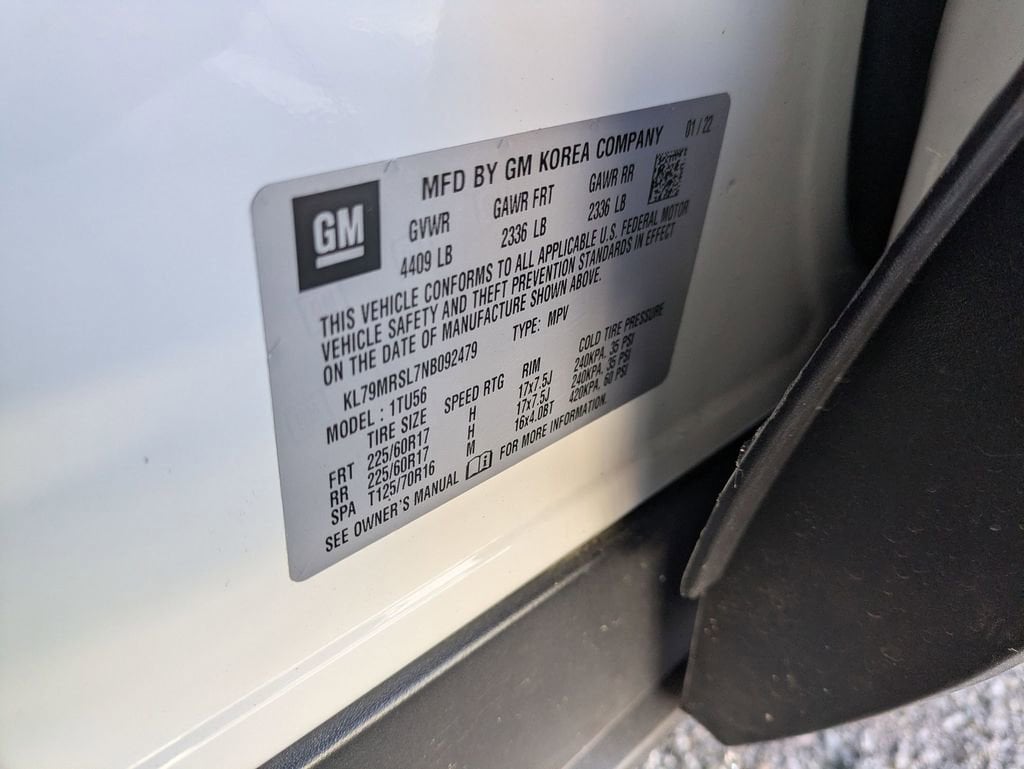 MFD BY GM KOREA COMPANY 01 / 22
GM
GVWR GAWR FRT GAWR RR
4409 LB 2336 LB 2336 LB
THIS VEHICLE CONFORMS TO ALL APPLICABLE U.S. FEDERAL MOTOR
VEHICLE SAFETY AND THEFT PREVENTION STANDARDS IN EFFECT
ON THE DATE OF MANUFACTURE SHOWN ABOVE.
KL79MRSL7NB092479 TYPE: MPV
MODEL : 1TU56
TIRE SIZE SPEED RTG RIM COLD TIRE PRESSURE
FRT 225/60R17 H 17x7.5J 240KPA, 35 PSI
RR 225/60R17 H 17x7.5J 240KPA, 35 PSI
SPA T125/70R16 M 16x4.0BT 420KPA, 60 PSI
SEE OWNER'S MANUAL FOR MORE INFORMATION.